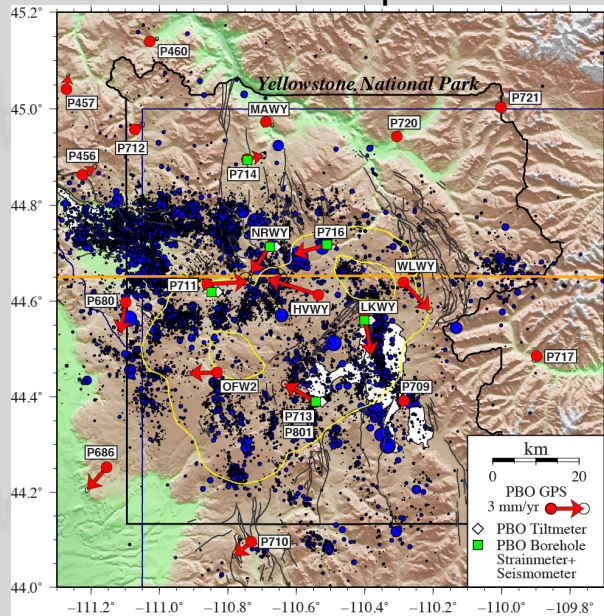 45.2°
P460
Yellowstone National Park
45.0°
P457
MAWY
P721
P720
P712
P456
P714
44.8°
NRWY
P716
WLWY
P711
44.6°
P680
HVWY
LKWY
P717
OFW2
44.4°
P713
P801
P709
P686
km
0 20
PBO GPS
3 mm/yr
44.2°
PBO Tiltmeter
P710
PBO Borehole
Strainmeter+
Seismometer
44.0°
−111.2° −111.0° −110.8° −110.6° −110.4° −110.2° −110.0° −109.8°